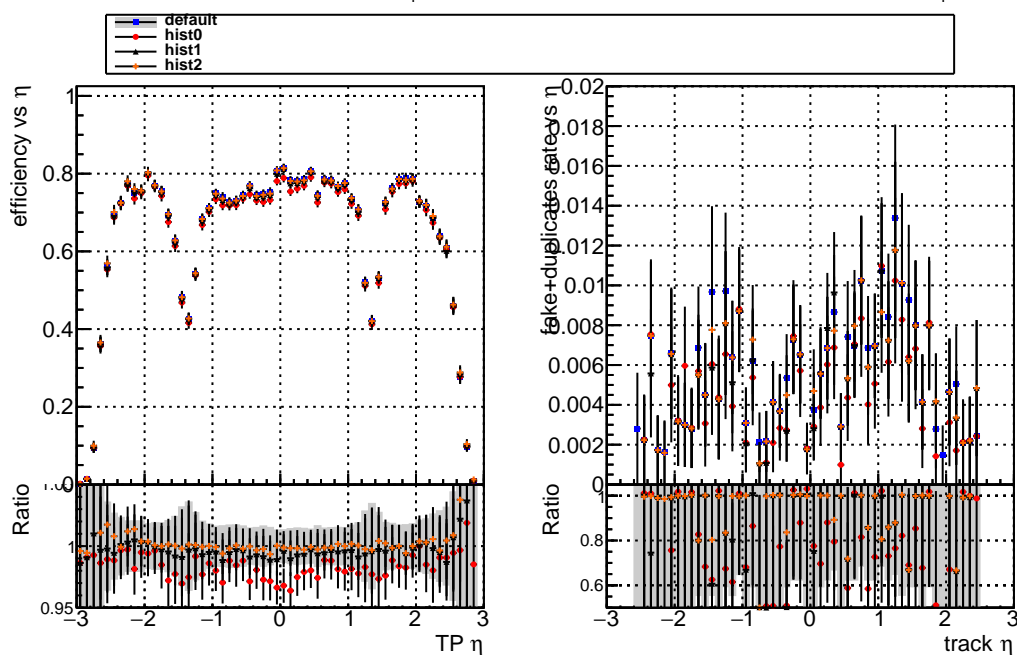 default
hist0
hist1
hist2
efficiency vs η
1
0.8
0.6
0.4
0.2
0
Ratio
1
0.95
−3 −2 −1 0 1 2 3
TP η
fake+duplicates rate vs η
0.02
0.018
0.016
0.014
0.012
0.01
0.008
0.006
0.004
0.002
0
Ratio
1
0.8
0.6
−3 −2 −1 0 1 2 3
track η